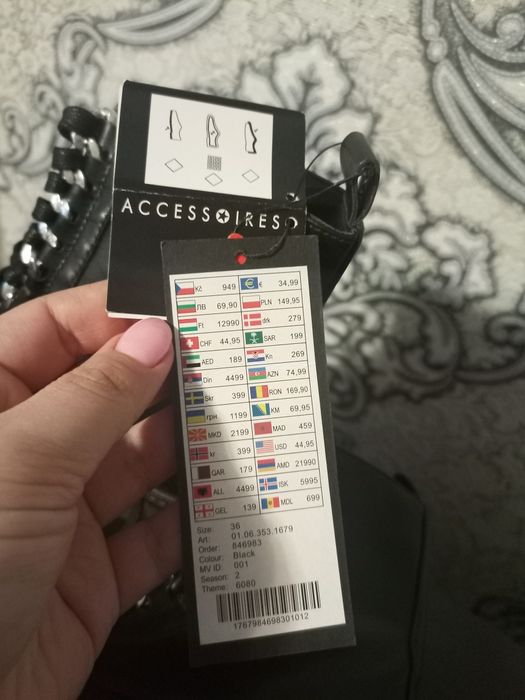 ACCESSOIRES
Kč 949 € 34,99
ЛВ 69,90 PLN 149,95
Ft 12990 dkk 279
CHF 44,95 SAR 199
AED 189 Kn 269
Din 4499 AZN 74,99
Skr 399 RON 169,90
грн. 1199 KM 69,95
MKD 2199 MAD 459
kr 399 USD 44,95
QAR 179 AMD 21990
ALL 4499 ISK 5995
GEL 139 MDL 699
Size: 36
Art: 01.06.353.1679
Order: 846983
Colour: Black
MV ID: 001
Season: 2
Theme: 6080
1767984698301012